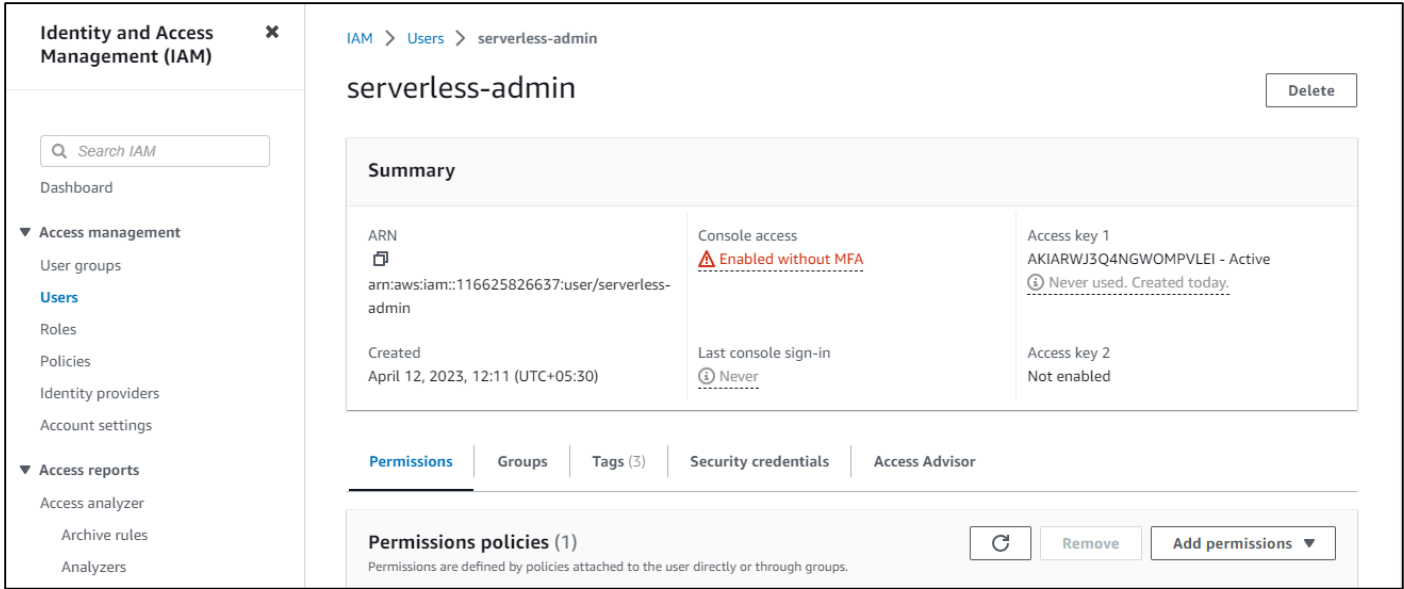 Identity and Access
Management (IAM)
Search IAM
Dashboard
Access management
User groups
Users
Roles
Policies
Identity providers
Account settings
Access reports
Access analyzer
Archive rules
Analyzers
IAM > Users > serverless-admin
serverless-admin
Delete
Summary
ARN
arn:aws:iam::116625826637:user/serverless-
admin
Created
April 12, 2023, 12:11 (UTC+05:30)
Console access
Enabled without MFA
Last console sign-in
Never
Access key 1
AKIARWJ3Q4NGWOMPVLEI - Active
Never used. Created today.
Access key 2
Not enabled
Permissions
Groups
Tags (3)
Security credentials
Access Advisor
Permissions policies (1)
Permissions are defined by policies attached to the user directly or through groups.
Remove
Add permissions